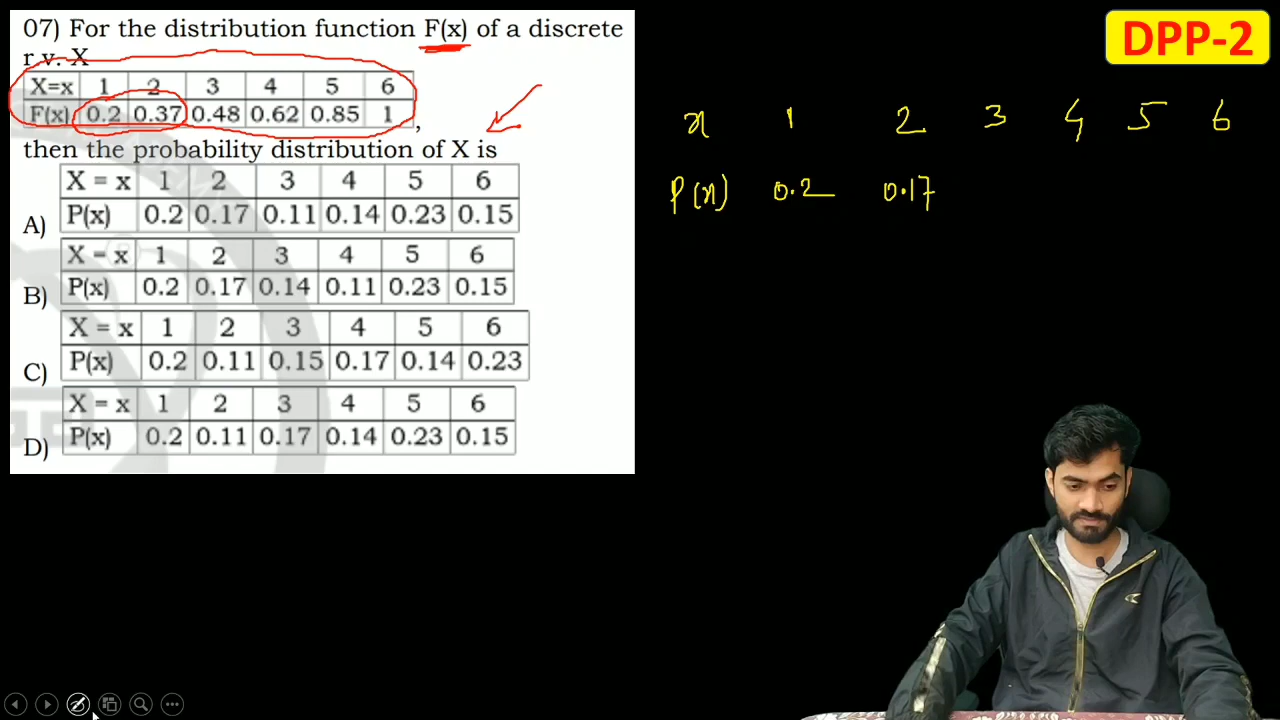 07) For the distribution function F(x) of a discrete
r v. X
X=x 1 2 3 4 5 6
F(x) 0.2 0.37 0.48 0.62 0.85 1 ,
then the probability distribution of X is
X = x 1 2 3 4 5 6
A) P(x) 0.2 0.17 0.11 0.14 0.23 0.15
X = x 1 2 3 4 5 6
B) P(x) 0.2 0.17 0.14 0.11 0.23 0.15
X = x 1 2 3 4 5 6
C) P(x) 0.2 0.11 0.15 0.17 0.14 0.23
X = x 1 2 3 4 5 6
D) P(x) 0.2 0.11 0.17 0.14 0.23 0.15
DPP-2
x 1 2 3 4 5 6
P(x) 0.2 0.17